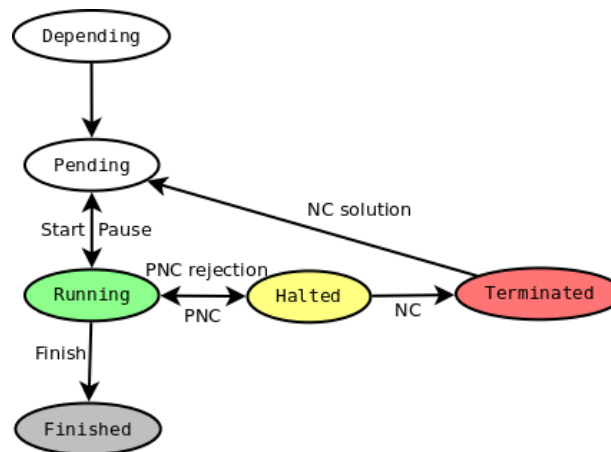 Depending
Pending
NC solution
Start Pause
PNC rejection
Running
Halted
Terminated
PNC
NC
Finish
Finished